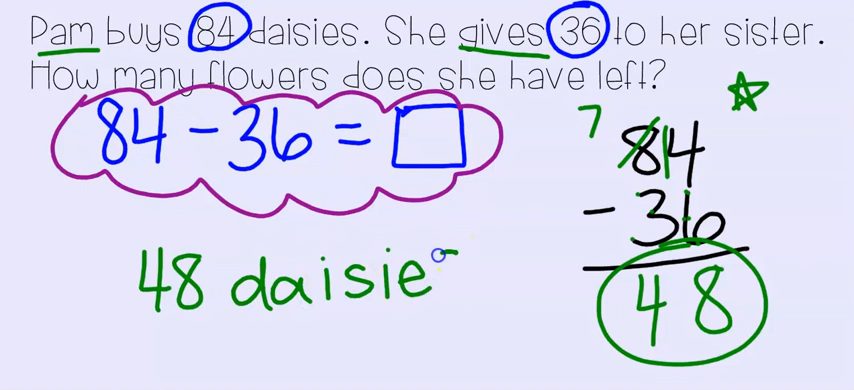 Pam buys 84 daisies. She gives 36 to her sister.
How many flowers does she have left?
84 - 36 = □
7
84
- 36
48
48 daisie